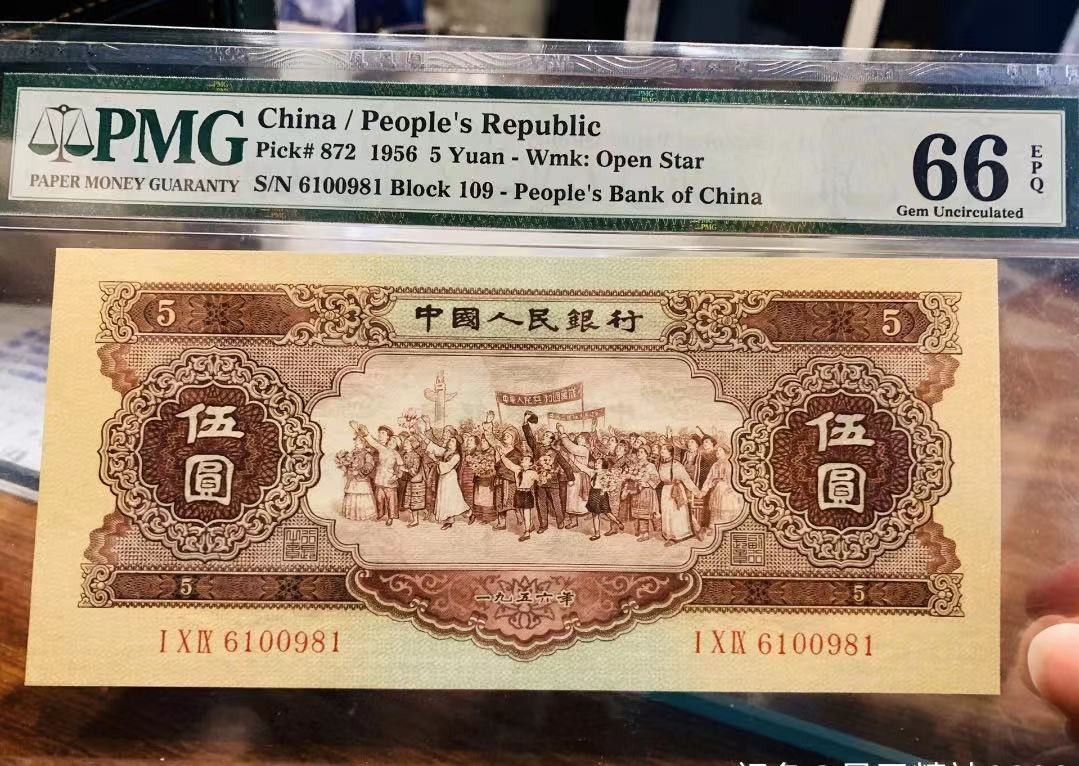 PMG
PAPER MONEY GUARANTY
China / People's Republic
Pick# 872 1956 5 Yuan - Wmk: Open Star
S/N 6100981 Block 109 - People's Bank of China
66
EPQ
Gem Uncirculated
5
中國人民銀行
5
伍圓
伍圓
5
一九五六年
5
I X IX 6100981
I X IX 6100981